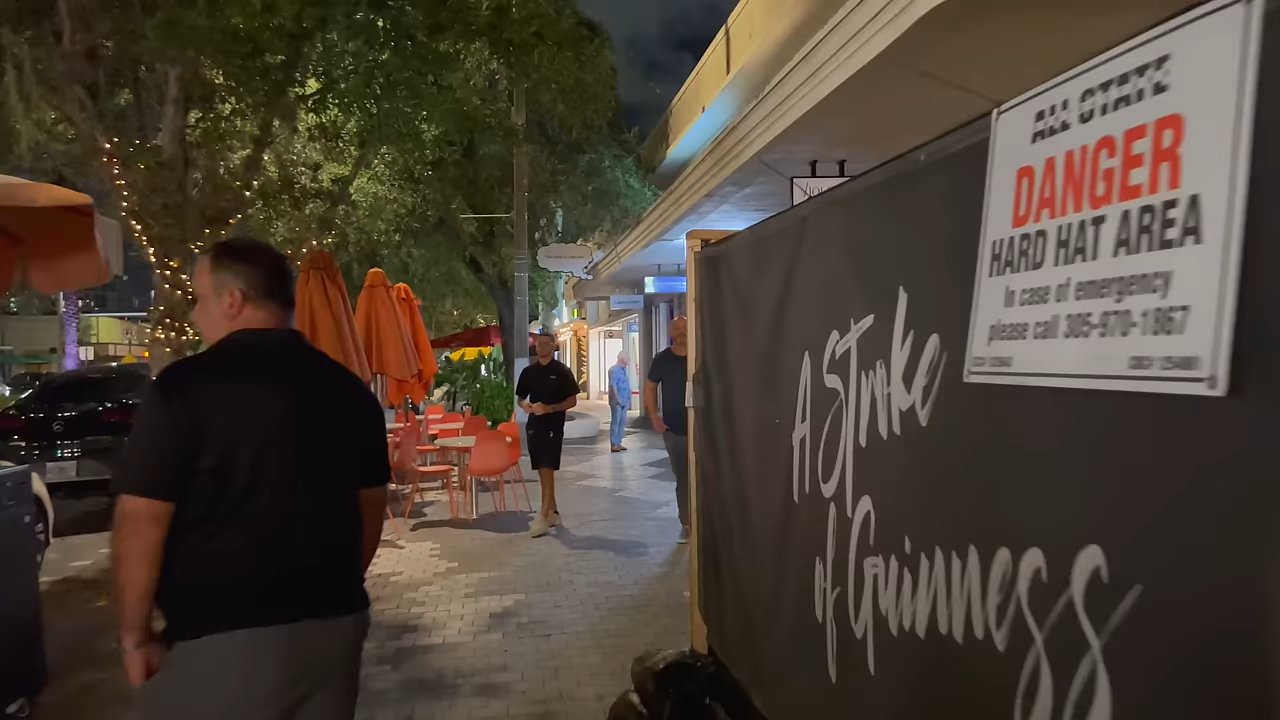 ALL STATE
DANGER
HARD HAT AREA
In case of emergency
please call 305-970-1867
A Stroke
of Guinness